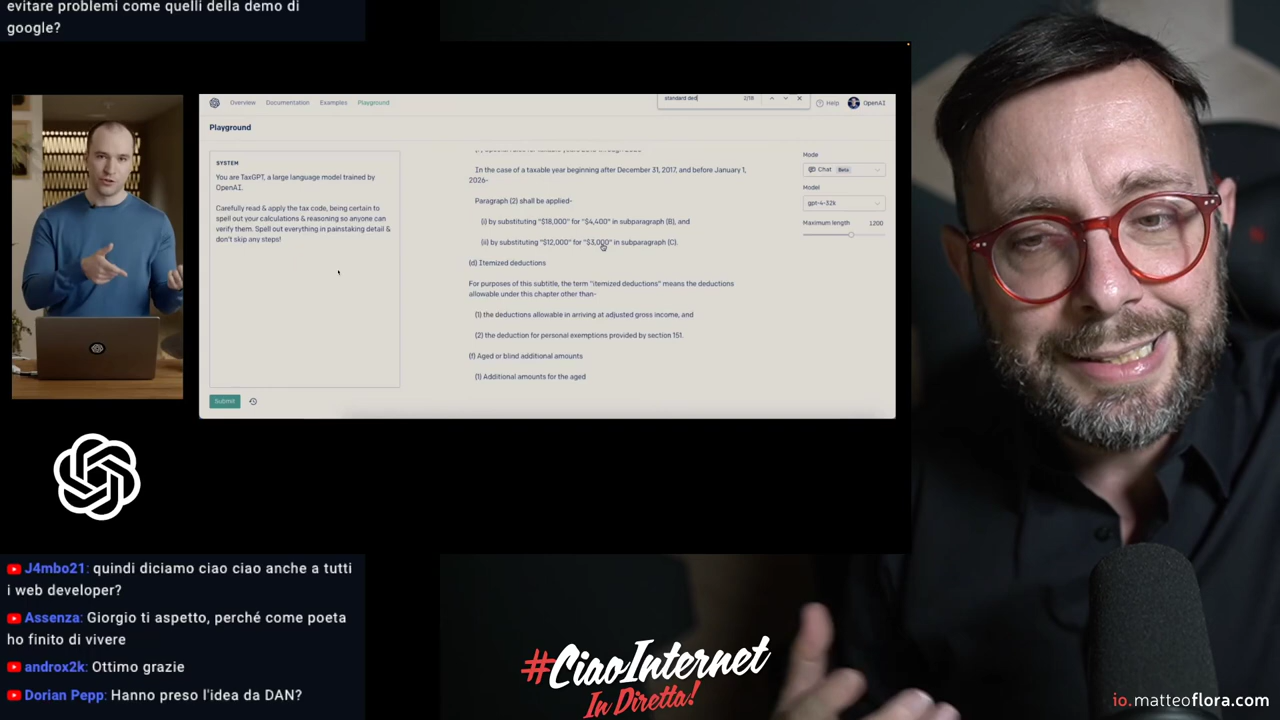 evitare problemi come quelli della demo di
google?
Overview
Documentation
Examples
Playground
standard ded
2/18
Help
OpenAI
Playground
SYSTEM
You are TaxGPT, a large language model trained by
OpenAI.
Carefully read & apply the tax code, being certain to
spell out your calculations & reasoning so anyone can
verify them. Spell out everything in painstaking detail &
don't skip any steps!
Submit
In the case of a taxable year beginning after December 31, 2017, and before January 1,
2026-
Paragraph (2) shall be applied-
(i) by substituting "$18,000" for "$4,400" in subparagraph (B), and
(ii) by substituting "$12,000" for "$3,000" in subparagraph (C).
(d) Itemized deductions
For purposes of this subtitle, the term "itemized deductions" means the deductions
allowable under this chapter other than-
(1) the deductions allowable in arriving at adjusted gross income, and
(2) the deduction for personal exemptions provided by section 151.
(f) Aged or blind additional amounts
(1) Additional amounts for the aged
Mode
Chat Beta
Model
gpt-4-32k
Maximum length 1200
J4mbo21: quindi diciamo ciao ciao anche a tutti
i web developer?
Assenza: Giorgio ti aspetto, perché come poeta
ho finito di vivere
androx2k: Ottimo grazie
Dorian Pepp: Hanno preso l'idea da DAN?
#CiaoInternet
In Diretta!
io.matteoflora.com